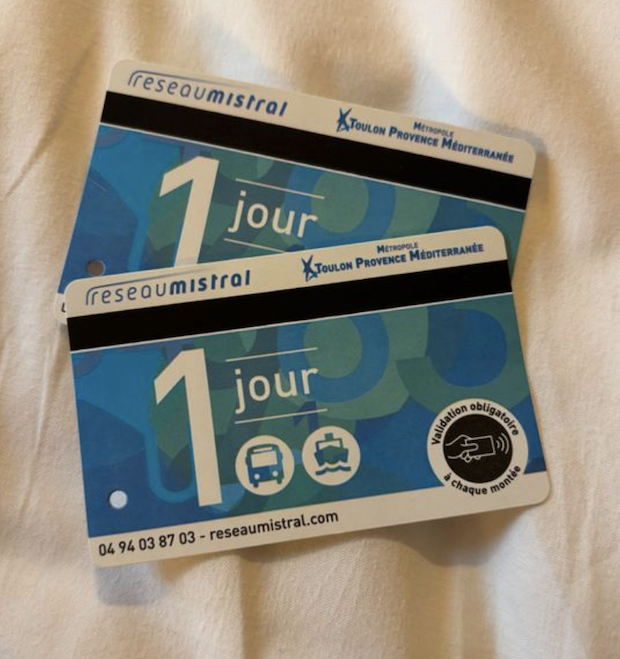 reseaumistral
MÉTROPOLE
TOULON PROVENCE MÉDITERRANÉE
1 jour
reseaumistral
MÉTROPOLE
TOULON PROVENCE MÉDITERRANÉE
1 jour
Validation obligatoire
à chaque montée
04 94 03 87 03 - reseaumistral.com